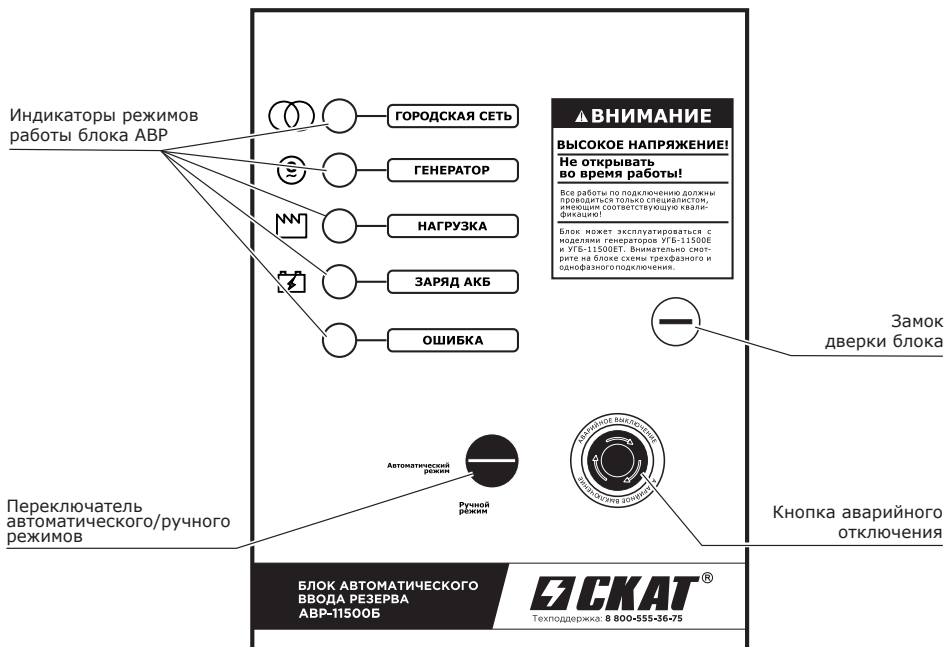 Индикаторы режимов
работы блока АВР
ГОРОДСКАЯ СЕТЬ
ГЕНЕРАТОР
НАГРУЗКА
ЗАРЯД АКБ
ОШИБКА
ВНИМАНИЕ
ВЫСОКОЕ НАПРЯЖЕНИЕ!
Не открывать
во время работы!
Все работы по подключению должны
проводиться только специалистом,
имеющим соответствующую квали-
фикацию!
Блок может эксплуатироваться с
моделями генераторов УГБ-11500Е
и УГБ-11500ЕТ. Внимательно смот-
рите на блоке схемы трехфазного и
однофазного подключения.
Замок
дверки блока
Автоматический
режим
Ручной
режим
АВАРИЙНОЕ ВЫКЛЮЧЕНИЕ
АВАРИЙНОЕ ВЫКЛЮЧЕНИЕ
Переключатель
автоматического/ручного
режимов
Кнопка аварийного
отключения
БЛОК АВТОМАТИЧЕСКОГО
ВВОДА РЕЗЕРВА
АВР-11500Б
СКАТ®
Техподдержка: 8 800-555-36-75